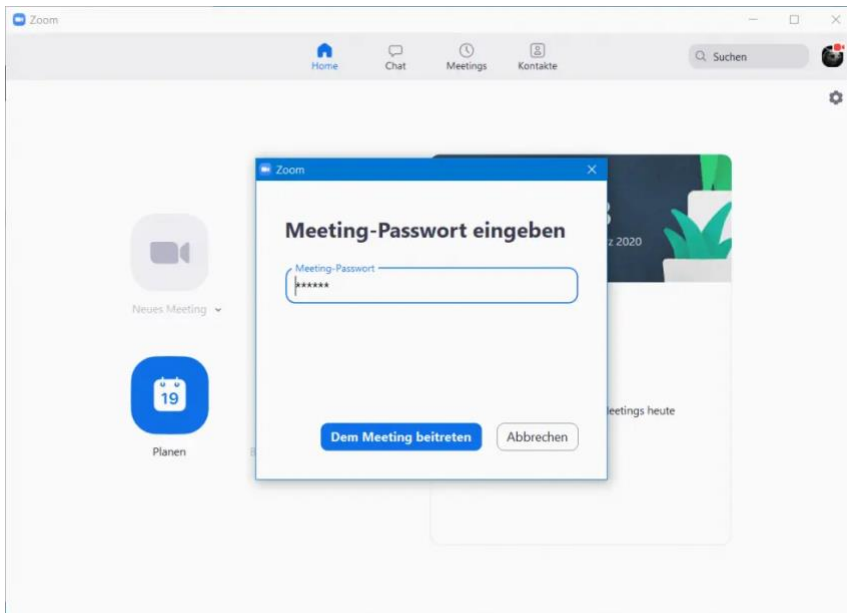 Zoom
Home
Chat
Meetings
Kontakte
Suchen
Zoom
Meeting-Passwort eingeben
z 2020
Meeting-Passwort
******
Neues Meeting
19
eetings heute
Dem Meeting beitreten
Abbrechen
Planen